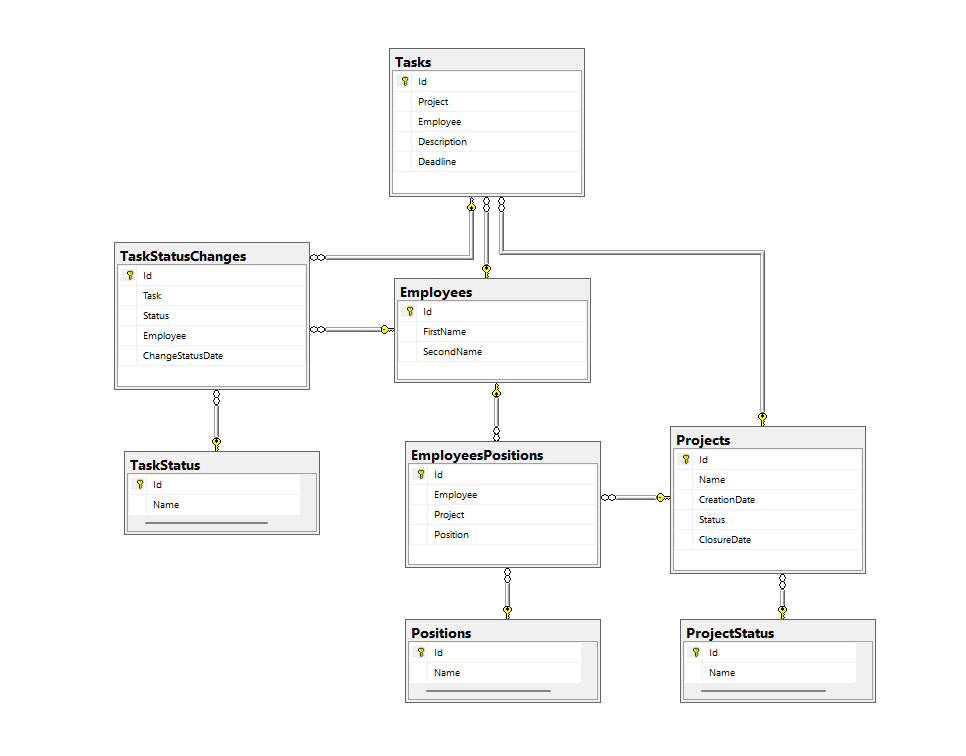 Tasks
Id
Project
Employee
Description
Deadline
TaskStatusChanges
Id
Task
Status
Employee
ChangeStatusDate
Employees
Id
FirstName
SecondName
TaskStatus
Id
Name
EmployeesPositions
Id
Employee
Project
Position
Projects
Id
Name
CreationDate
Status
ClosureDate
Positions
Id
Name
ProjectStatus
Id
Name